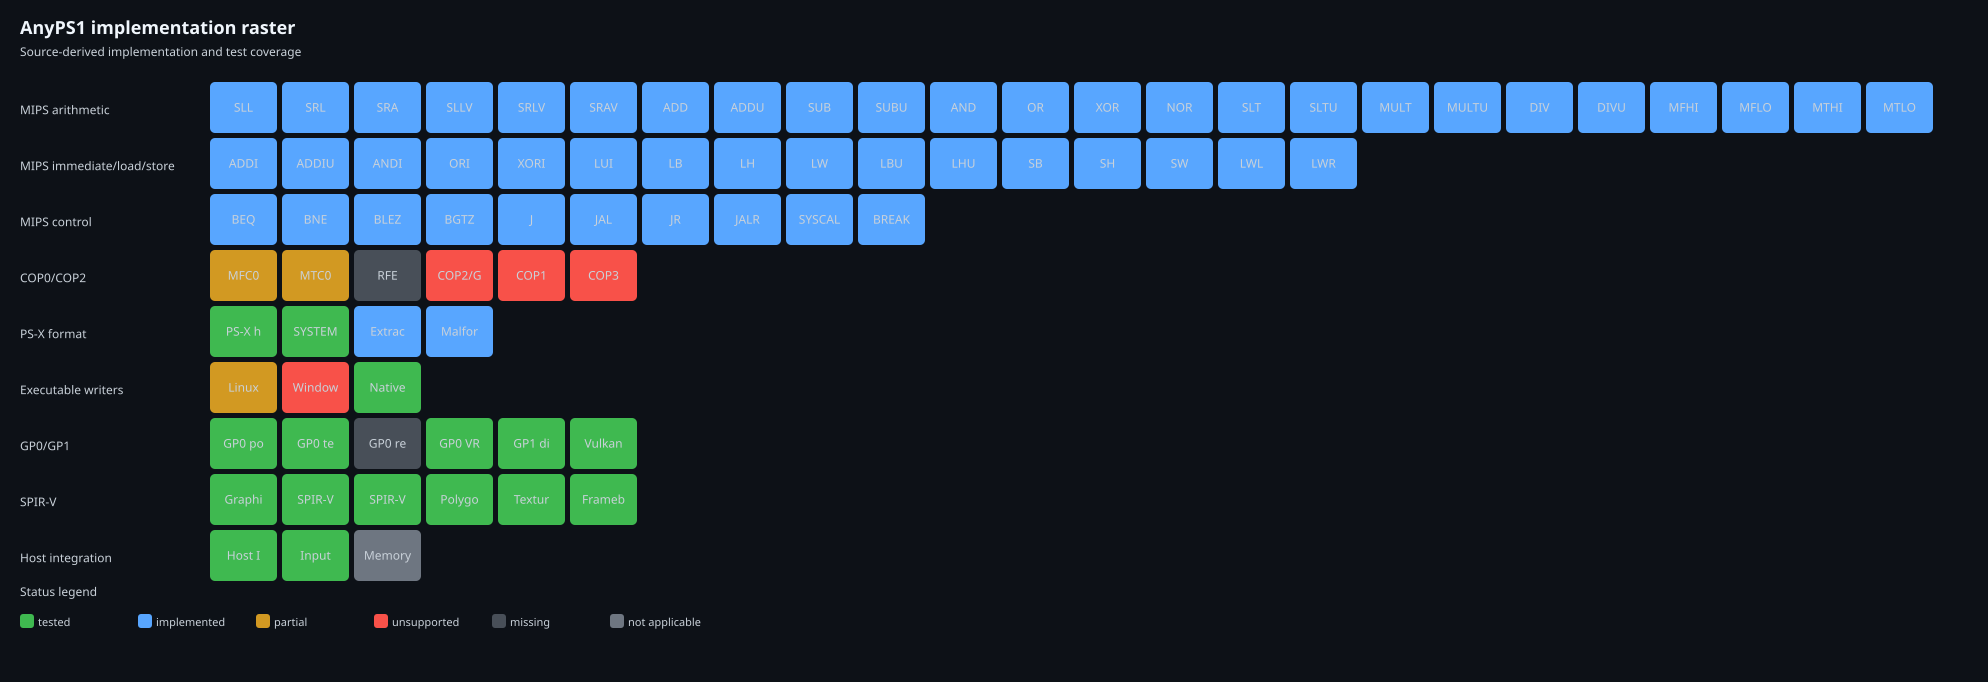 AnyPS1 implementation raster
Source-derived implementation and test coverage
MIPS arithmetic SLL SRL SRA SLLV SRLV SRAV ADD ADDU SUB SUBU AND OR XOR NOR SLT SLTU MULT MULTU DIV DIVU MFHI MFLO MTHI MTLO
MIPS immediate/load/store ADDI ADDIU ANDI ORI XORI LUI LB LH LW LBU LHU SB SH SW LWL LWR
MIPS control BEQ BNE BLEZ BGTZ J JAL JR JALR SYSCAL BREAK
COP0/COP2 MFC0 MTC0 RFE COP2/G COP1 COP3
PS-X format PS-X h SYSTEM Extrac Malfor
Executable writers Linux Window Native
GP0/GP1 GP0 po GP0 te GP0 re GP0 VR GP1 di Vulkan
SPIR-V Graphi SPIR-V SPIR-V Polygo Textur Frameb
Host integration Host I Input Memory
Status legend
tested implemented partial unsupported missing not applicable